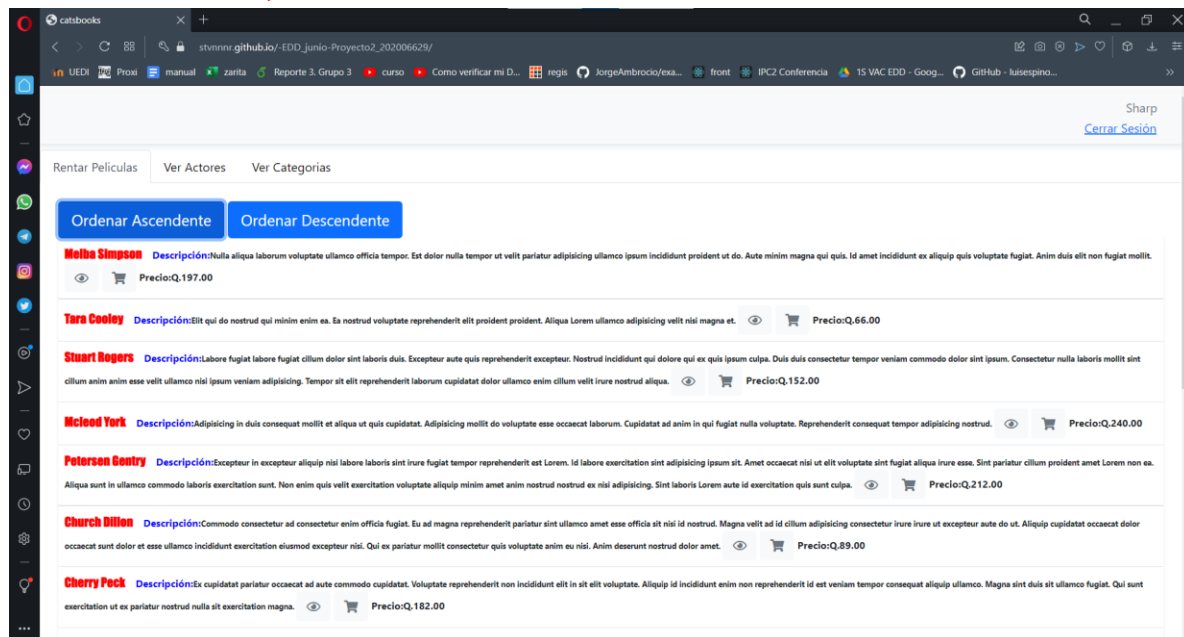 catsbooks
stvnnnr.github.io/-EDD_junio-Proyecto2_202006629/
UEDI Proxi manual zarita Reporte 3. Grupo 3 curso Como verificar mi D... regis JorgeAmbrocio/exa... front IPC2 Conferencia 1S VAC EDD - Goog... GitHub - luisespino...
Sharp
Cerrar Sesión
Rentar Peliculas Ver Actores Ver Categorias
Ordenar Ascendente Ordenar Descendente
Melba Simpson Descripción:Nulla aliqua laborum voluptate ullamco officia tempor. Est dolor nulla tempor ut velit pariatur adipisicing ullamco ipsum incididunt proident ut do. Aute minim magna qui quis. Id amet incididunt ex aliquip quis voluptate fugiat. Anim duis elit non fugiat mollit.
Precio:Q.197.00
Tara Cooley Descripción:Elit qui do nostrud qui minim enim ea. Ea nostrud voluptate reprehenderit elit proident proident. Aliqua Lorem ullamco adipisicing velit nisi magna et. Precio:Q.66.00
Stuart Rogers Descripción:Labore fugiat labore fugiat cillum dolor sint laboris duis. Excepteur aute quis reprehenderit excepteur. Nostrud incididunt qui dolore qui ex quis ipsum culpa. Duis duis consectetur tempor veniam commodo dolor sint ipsum. Consectetur nulla laboris mollit sint
cillum anim anim esse velit ullamco nisi ipsum veniam adipisicing. Tempor sit elit reprehenderit laborum cupidatat dolor ullamco enim cillum velit irure nostrud aliqua. Precio:Q.152.00
Mcleod York Descripción:Adipisicing in duis consequat mollit et aliqua ut quis cupidatat. Adipisicing mollit do voluptate esse occaecat laborum. Cupidatat ad anim in qui fugiat nulla voluptate. Reprehenderit consequat tempor adipisicing nostrud. Precio:Q.240.00
Petersen Gentry Descripción:Excepteur in excepteur aliquip nisi labore laboris sint irure fugiat tempor reprehenderit est Lorem. Id labore exercitation sint adipisicing ipsum sit. Amet occaecat nisi ut elit voluptate sint fugiat aliqua irure esse. Sint pariatur cillum proident amet Lorem non ea.
Aliqua sunt in ullamco commodo laboris exercitation sunt. Non enim quis velit exercitation voluptate aliquip minim amet anim nostrud nostrud ex nisi adipisicing. Sint laboris Lorem aute id exercitation quis sunt culpa. Precio:Q.212.00
Church Dillon Descripción:Commodo consectetur ad consectetur enim officia fugiat. Eu ad magna reprehenderit pariatur sint ullamco amet esse officia sit nisi id nostrud. Magna velit ad id cillum adipisicing consectetur irure irure ut excepteur aute do ut. Aliquip cupidatat occaecat dolor
occaecat sunt dolor et esse ullamco incididunt exercitation eiusmod excepteur nisi. Qui ex pariatur mollit consectetur quis voluptate anim eu nisi. Anim deserunt nostrud dolor amet. Precio:Q.89.00
Cherry Peck Descripción:Ex cupidatat pariatur occaecat ad aute commodo cupidatat. Voluptate reprehenderit non incididunt elit in sit elit voluptate. Aliquip id incididunt enim non reprehenderit id est veniam tempor consequat aliquip ullamco. Magna sint duis sit ullamco fugiat. Qui sunt
exercitation ut ex pariatur nostrud nulla sit exercitation magna. Precio:Q.182.00